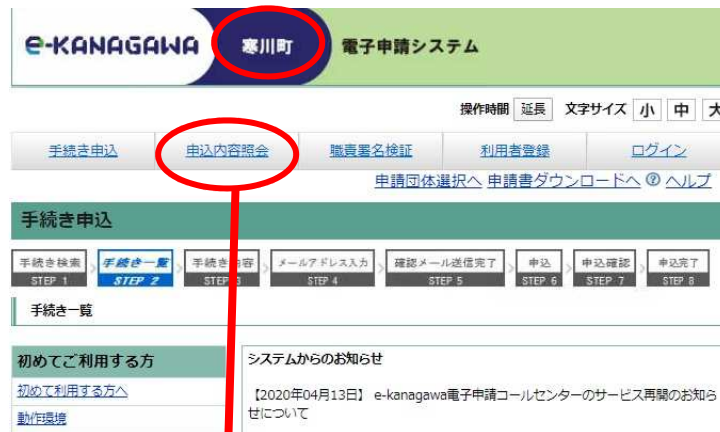 e-KANAGAWA 寒川町 電子申請システム
操作時間 延長 文字サイズ 小 中 大
手続き申込 申込内容照会 職責署名検証 利用者登録 ログイン
申請団体選択へ 申請書ダウンロードへ ? ヘルプ
手続き申込
手続き検索 手続き一覧 手続き内容 メールアドレス入力 確認メール送信完了 申込 申込確認 申込完了
STEP 1 STEP 2 STEP 3 STEP 4 STEP 5 STEP 6 STEP 7 STEP 8
手続き一覧
初めてご利用する方
初めて利用する方へ
動作環境
システムからのお知らせ
【2020年04月13日】 e-kanagawa電子申請コールセンターのサービス再開のお知ら
せについて